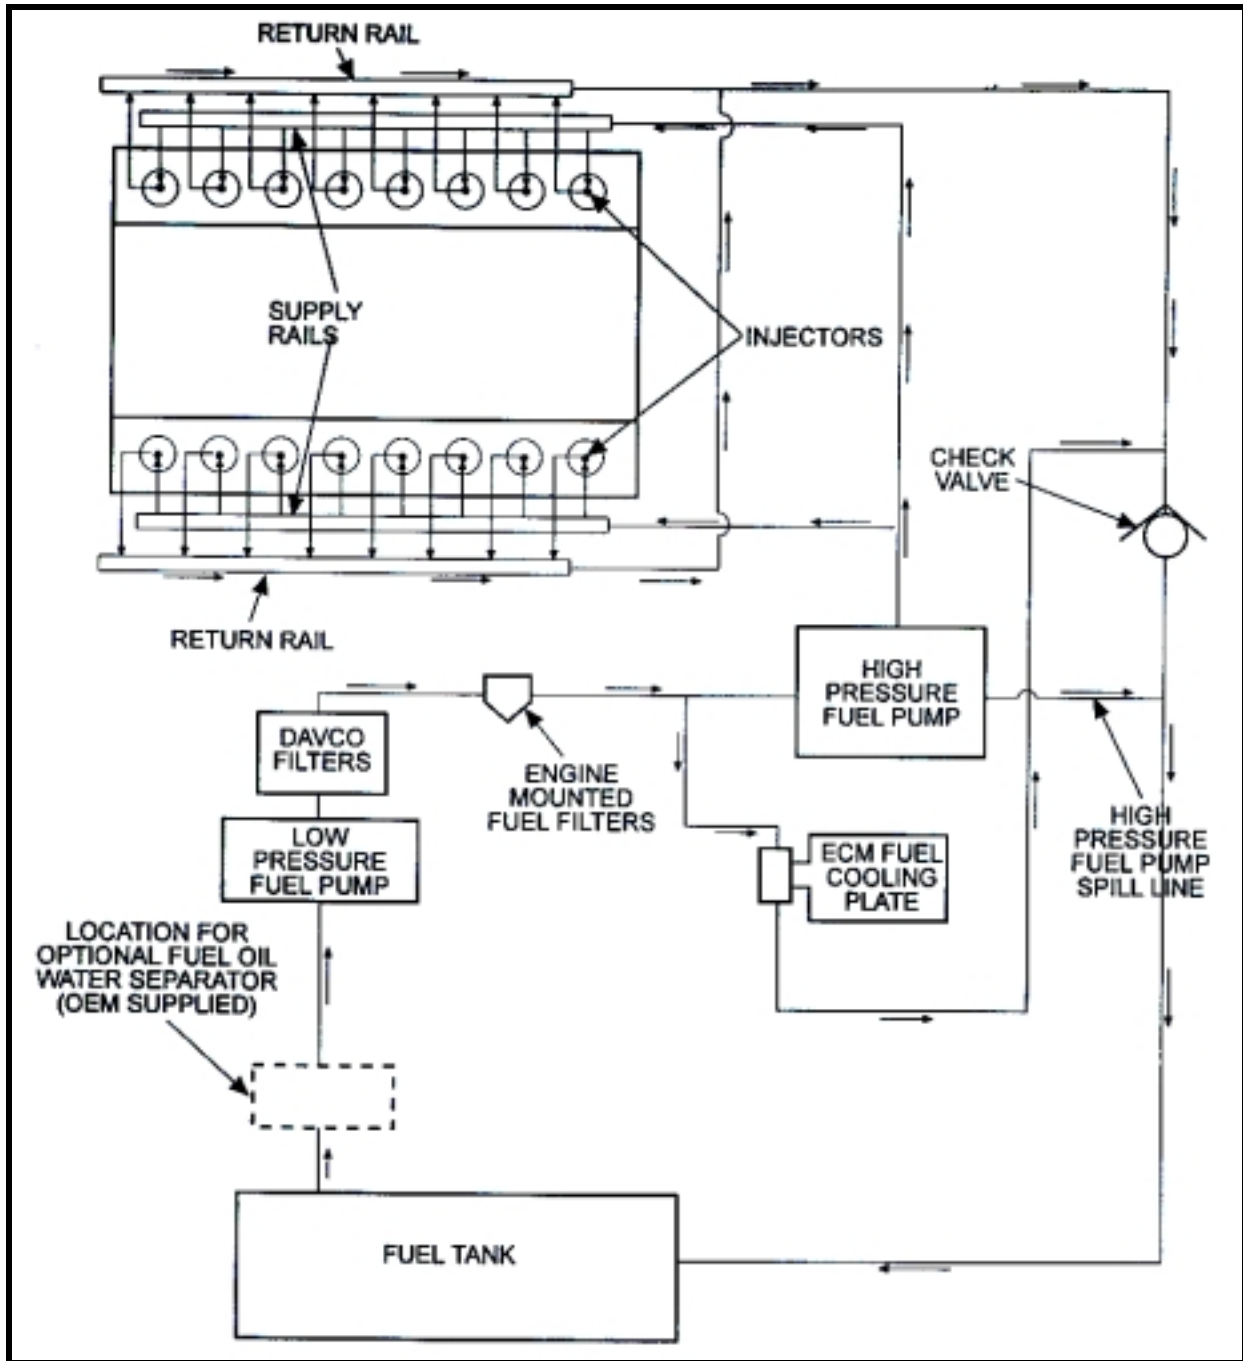 RETURN RAIL
SUPPLY
RAILS
INJECTORS
CHECK
VALVE
RETURN RAIL
HIGH
PRESSURE
FUEL PUMP
DAVCO
FILTERS
ENGINE
MOUNTED
FUEL FILTERS
LOW
PRESSURE
FUEL PUMP
ECM FUEL
COOLING
PLATE
HIGH
PRESSURE
FUEL PUMP
SPILL LINE
LOCATION FOR
OPTIONAL FUEL OIL
WATER SEPARATOR
(OEM SUPPLIED)
FUEL TANK